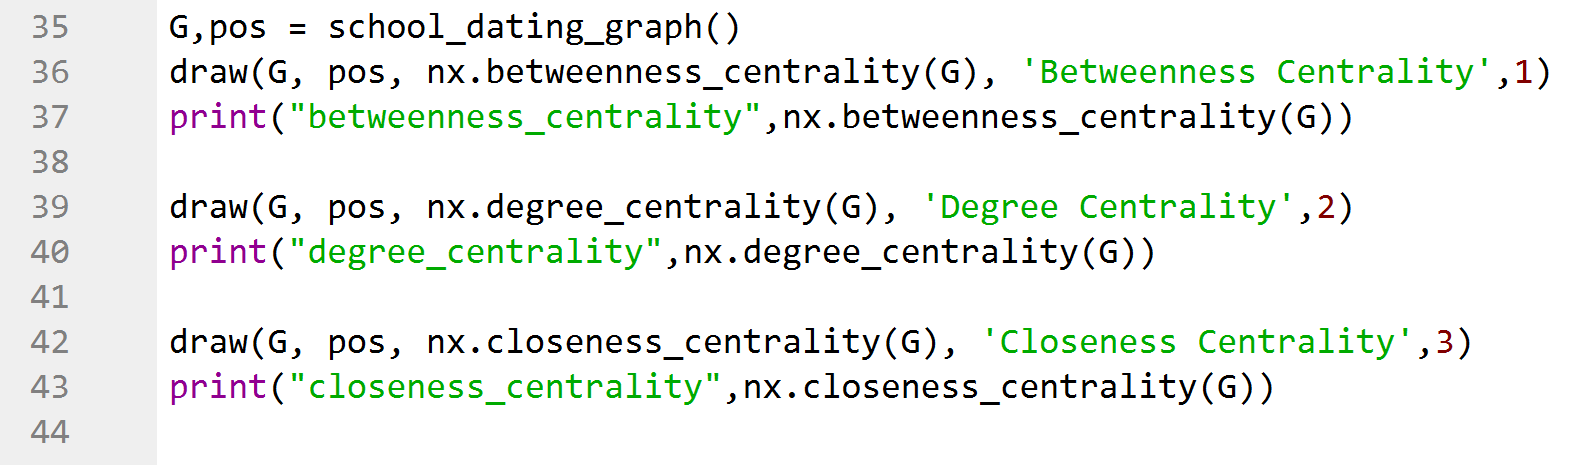 35 G,pos = school_dating_graph()
36 draw(G, pos, nx.betweenness_centrality(G), 'Betweenness Centrality',1)
37 print("betweenness_centrality",nx.betweenness_centrality(G))
38
39 draw(G, pos, nx.degree_centrality(G), 'Degree Centrality',2)
40 print("degree_centrality",nx.degree_centrality(G))
41
42 draw(G, pos, nx.closeness_centrality(G), 'Closeness Centrality',3)
43 print("closeness_centrality",nx.closeness_centrality(G))
44